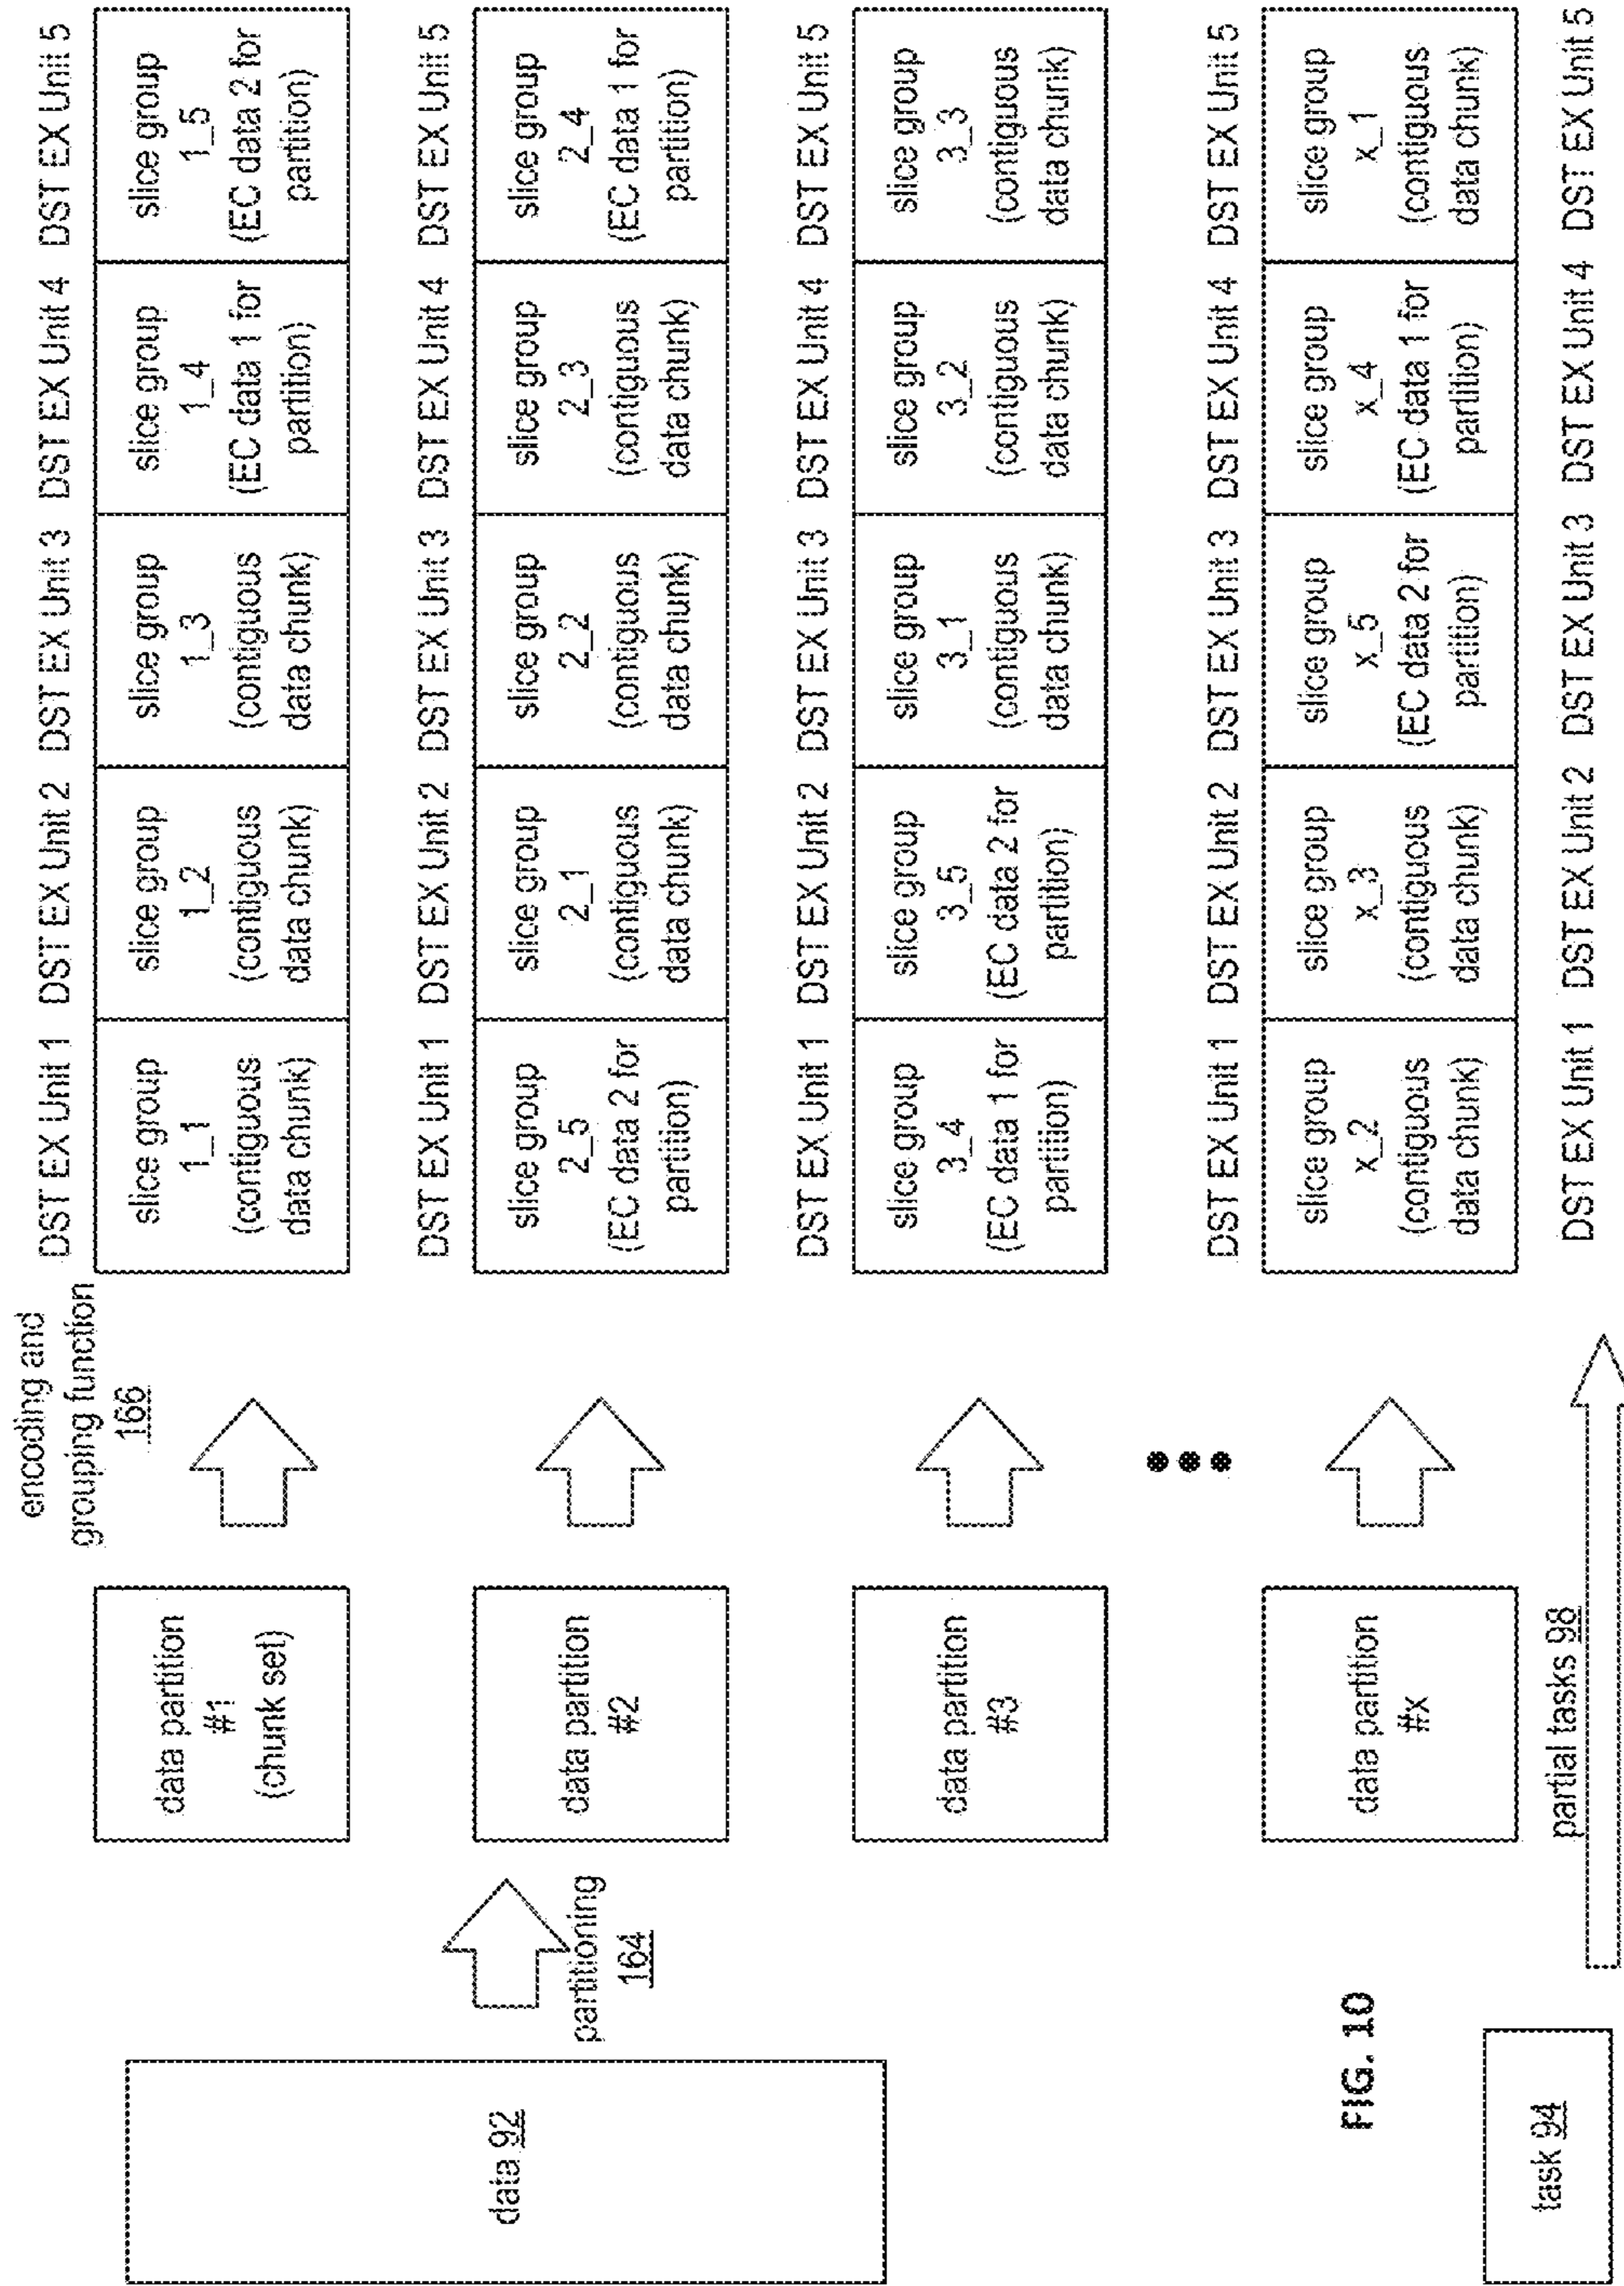 encoding and
grouping function
166
data 92
partitioning
164
data partition
#1
(chunk set)
DST EX Unit 1
DST EX Unit 2
DST EX Unit 3
DST EX Unit 4
DST EX Unit 5
slice group
1_1
(contiguous
data chunk)
slice group
1_2
(contiguous
data chunk)
slice group
1_3
(contiguous
data chunk)
slice group
1_4
(EC data 1 for
partition)
slice group
1_5
(EC data 2 for
partition)
data partition
#2
DST EX Unit 1
DST EX Unit 2
DST EX Unit 3
DST EX Unit 4
DST EX Unit 5
slice group
2_5
(EC data 2 for
partition)
slice group
2_1
(contiguous
data chunk)
slice group
2_2
(contiguous
data chunk)
slice group
2_3
(contiguous
data chunk)
slice group
2_4
(EC data 1 for
partition)
data partition
#3
DST EX Unit 1
DST EX Unit 2
DST EX Unit 3
DST EX Unit 4
DST EX Unit 5
slice group
3_4
(EC data 1 for
partition)
slice group
3_5
(EC data 2 for
partition)
slice group
3_1
(contiguous
data chunk)
slice group
3_2
(contiguous
data chunk)
slice group
3_3
(contiguous
data chunk)
data partition
#x
DST EX Unit 1
DST EX Unit 2
DST EX Unit 3
DST EX Unit 4
DST EX Unit 5
slice group
x_2
(contiguous
data chunk)
slice group
x_3
(contiguous
data chunk)
slice group
x_5
(EC data 2 for
partition)
slice group
x_4
(EC data 1 for
partition)
slice group
x_1
(contiguous
data chunk)
FIG. 10
task 94
partial tasks 98
DST EX Unit 1
DST EX Unit 2
DST EX Unit 3
DST EX Unit 4
DST EX Unit 5